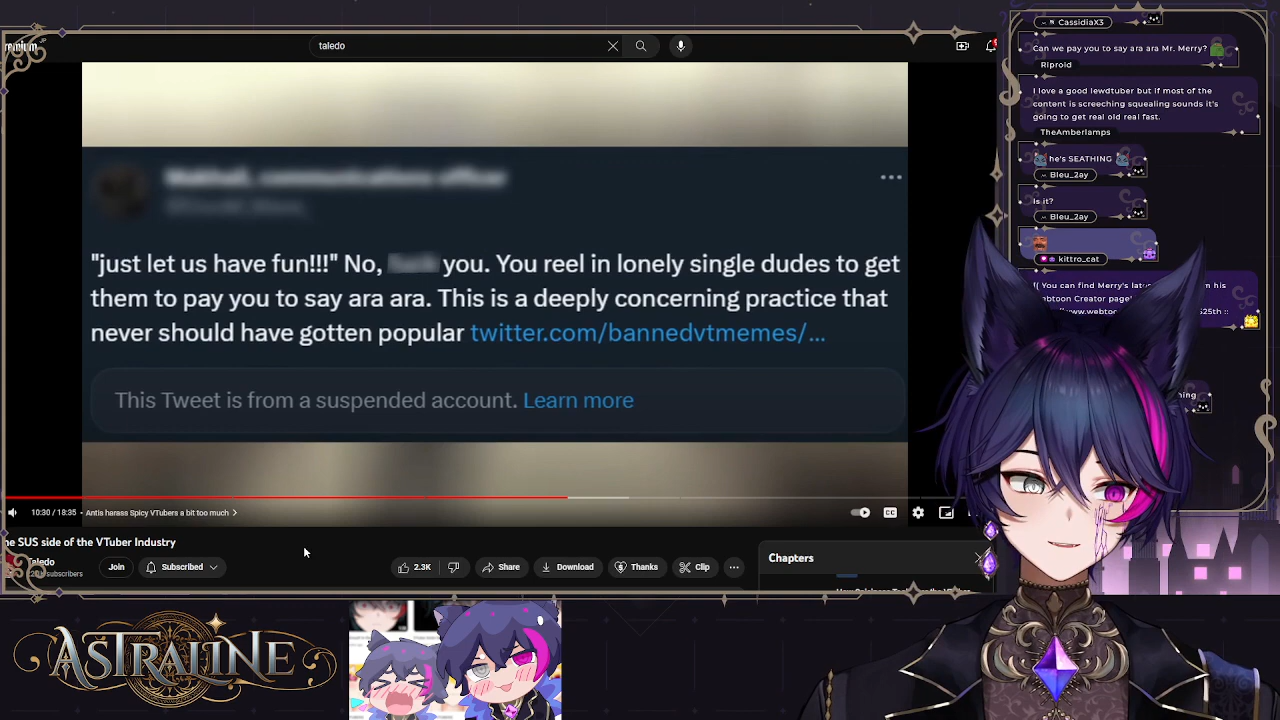 taledo
"just let us have fun!!!" No, you. You reel in lonely single dudes to get
them to pay you to say ara ara. This is a deeply concerning practice that
never should have gotten popular twitter.com/bannedvtmemes/...
This Tweet is from a suspended account. Learn more
10:30 / 18:35 • Antis harass Spicy VTubers a bit too much >
he SUS side of the VTuber Industry
Taledo
subscribers
Join
Subscribed
2.3K
Share
Download
Thanks
Clip
Chapters
ASTRALINE
CassidiaX3
Can we pay you to say ara ara Mr. Merry?
Riproid
I love a good lewdtuber but if most of the
content is screeching squealing sounds it's
going to get real old real fast.
TheAmberlamps
he's SEATHING
Bleu_2ay
Is it?
Bleu_2ay
kittro_cat
You can find Merry's